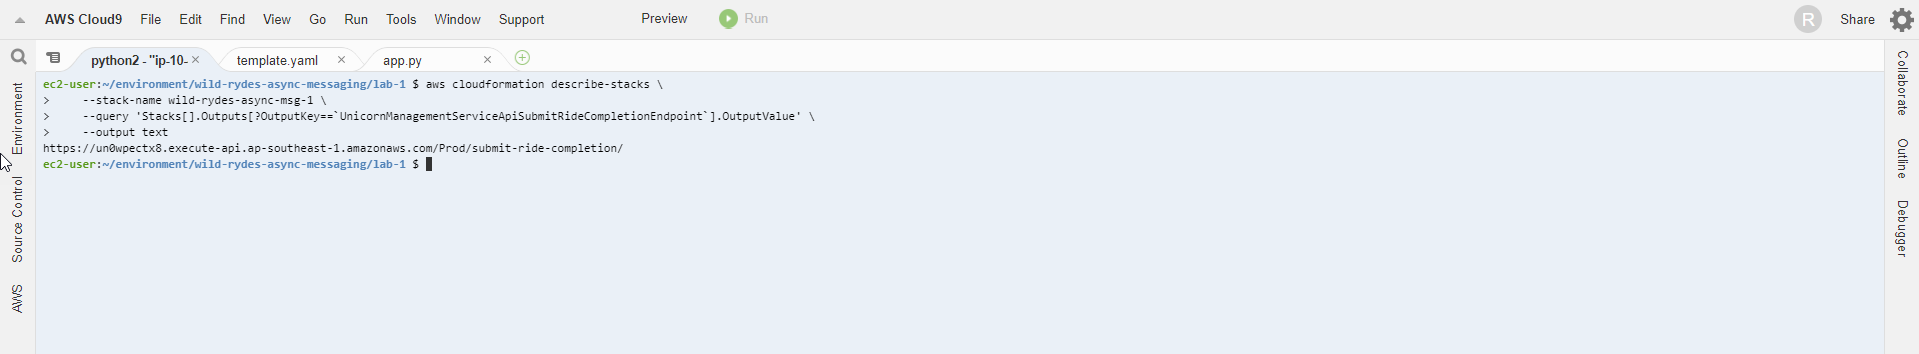 AWS Cloud9 File Edit Find View Go Run Tools Window Support Preview Run R Share
python2 - "ip-10- × template.yaml × app.py ×
ec2-user:~/environment/wild-rydes-async-messaging/lab-1 $ aws cloudformation describe-stacks \
> --stack-name wild-rydes-async-msg-1 \
> --query 'Stacks[].Outputs[?OutputKey==`UnicornManagementServiceApiSubmitRideCompletionEndpoint`].OutputValue' \
> --output text
https://un0wpectx8.execute-api.ap-southeast-1.amazonaws.com/Prod/submit-ride-completion/
ec2-user:~/environment/wild-rydes-async-messaging/lab-1 $
Environment
Source Control
AWS
Collaborate
Outline
Debugger